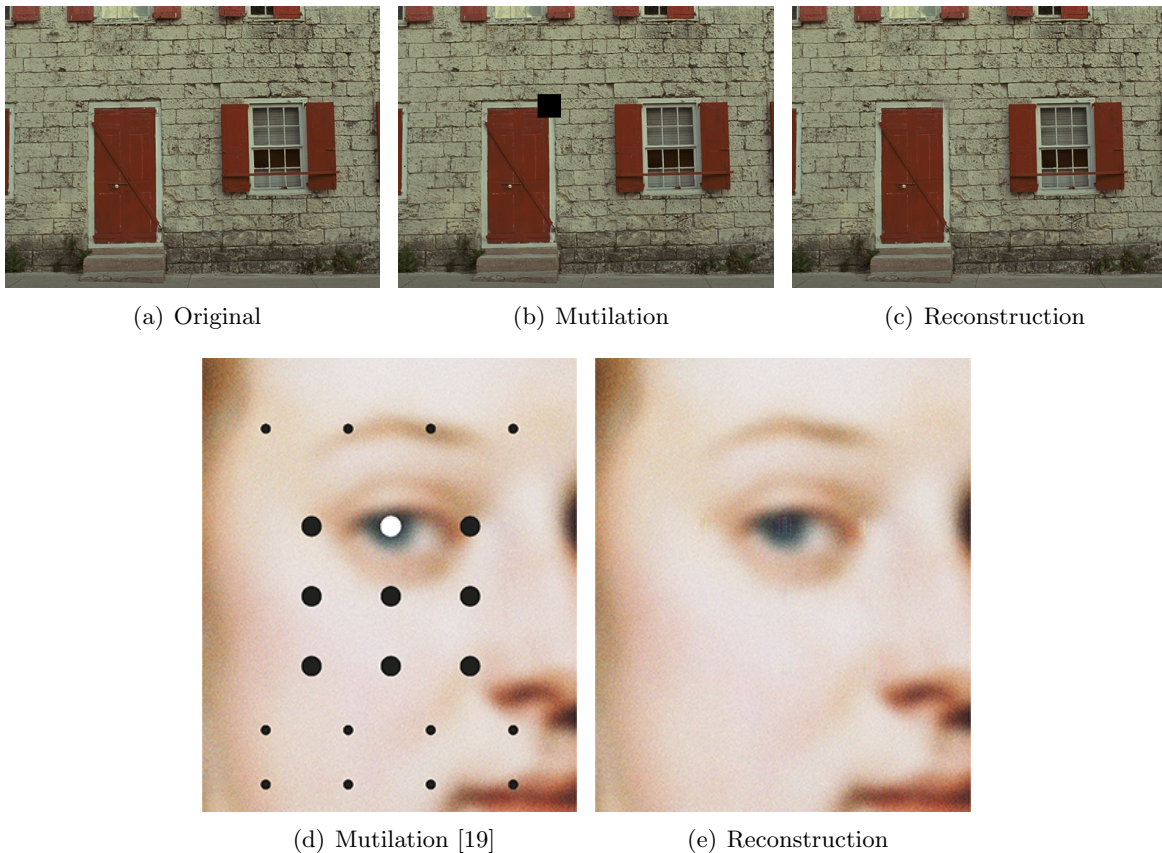 (a) Original
(b) Mutilation
(c) Reconstruction
(d) Mutilation [19]
(e) Reconstruction